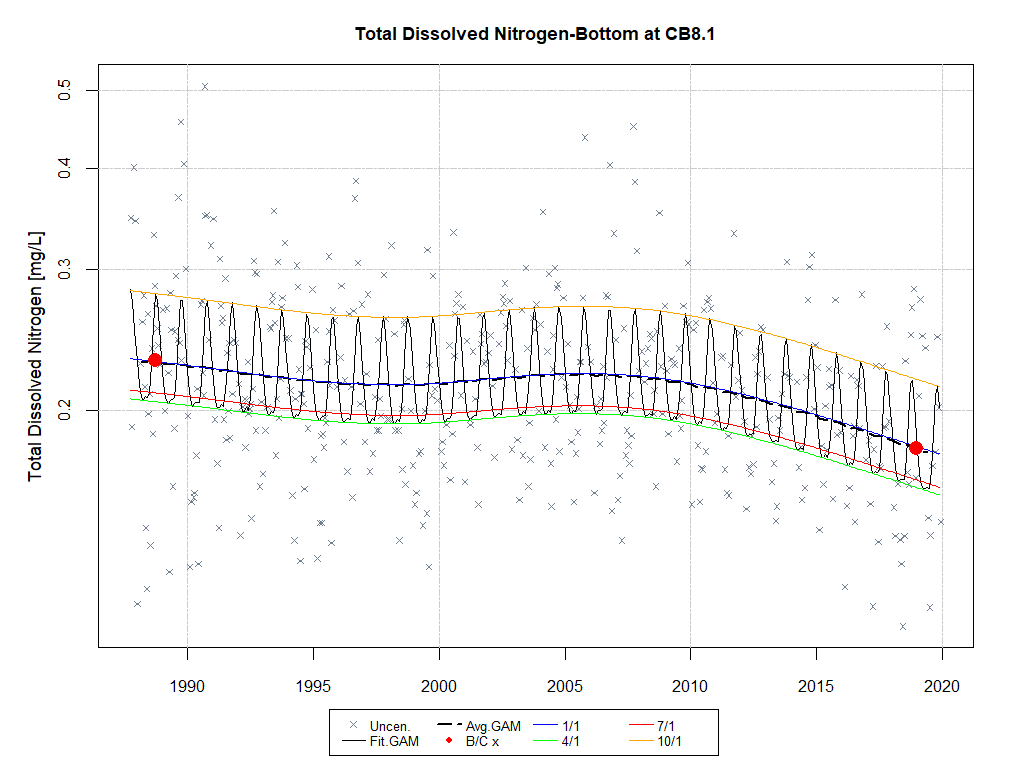 Total Dissolved Nitrogen-Bottom at CB8.1
Total Dissolved Nitrogen [mg/L]
0.5
0.4
0.3
0.2
1990 1995 2000 2005 2010 2015 2020
Uncen. Avg.GAM 1/1 7/1
Fit.GAM B/C x 4/1 10/1